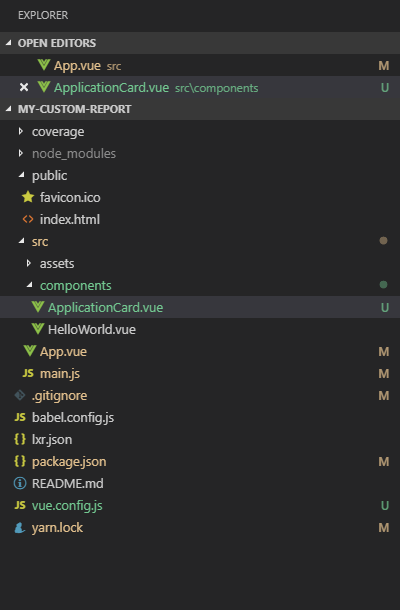 EXPLORER
OPEN EDITORS
App.vue src M
ApplicationCard.vue src\components U
MY-CUSTOM-REPORT
coverage
node_modules
public
favicon.ico
<> index.html
src
assets
components
ApplicationCard.vue U
HelloWorld.vue
App.vue M
JS main.js M
.gitignore M
JS babel.config.js
{} lxr.json
{} package.json M
README.md
JS vue.config.js U
yarn.lock M